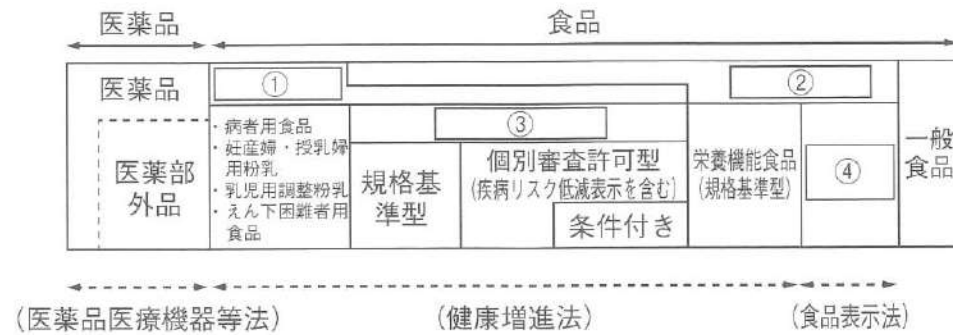 医薬品
食品
医薬品
①
②
・病者用食品
・妊産婦・授乳婦
用粉乳
・乳児用調整粉乳
・えん下困難者用
食品
③
医薬部
外品
規格基
準型
個別審査許可型
(疾病リスク低減表示を含む)
条件付き
栄養機能食品
(規格基準型)
④
一般
食品
(医薬品医療機器等法)
(健康増進法)
(食品表示法)